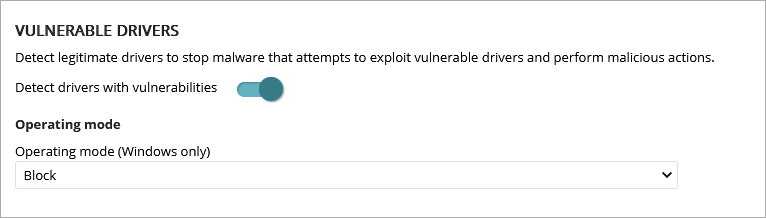 VULNERABLE DRIVERS
Detect legitimate drivers to stop malware that attempts to exploit vulnerable drivers and perform malicious actions.
Detect drivers with vulnerabilities
Operating mode
Operating mode (Windows only)
Block